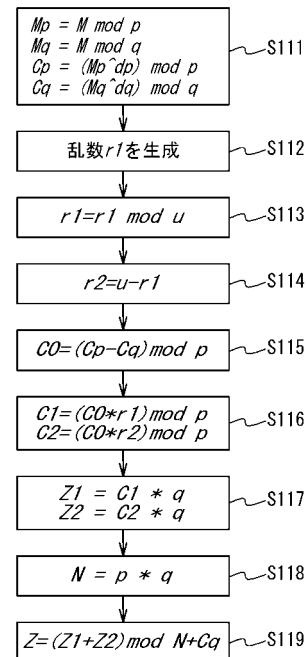 Mp = M mod p
Mq = M mod q
Cp = (Mp^dp) mod p
Cq = (Mq^dq) mod q
S111
乱数r1を生成
S112
r1=r1 mod u
S113
r2=u-r1
S114
C0=(Cp-Cq)mod p
S115
C1=(C0*r1)mod p
C2=(C0*r2)mod p
S116
Z1 = C1 * q
Z2 = C2 * q
S117
N = p * q
S118
Z=(Z1+Z2)mod N+Cq
S119